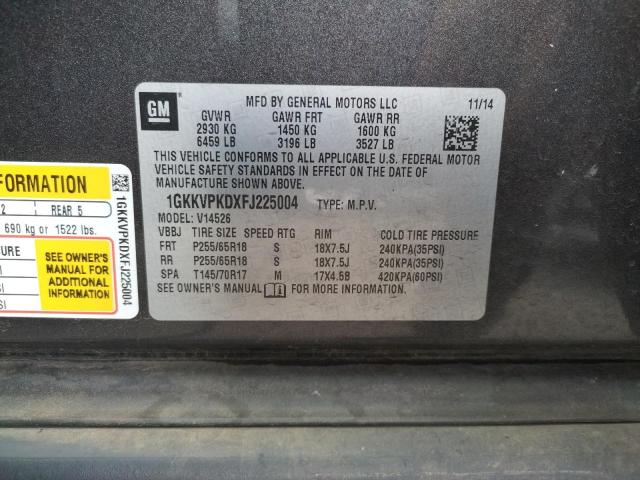 GM
MFD BY GENERAL MOTORS LLC 11/14
GVWR GAWR FRT GAWR RR
2930 KG 1450 KG 1600 KG
6459 LB 3196 LB 3527 LB
THIS VEHICLE CONFORMS TO ALL APPLICABLE U.S. FEDERAL MOTOR
VEHICLE SAFETY STANDARDS IN EFFECT ON THE DATE OF
MANUFACTURE SHOWN ABOVE.
1GKKVPKDXFJ225004 TYPE: M.P.V.
MODEL: V14526
VBBJ TIRE SIZE SPEED RTG RIM COLD TIRE PRESSURE
FRT P255/65R18 S 18X7.5J 240KPA(35PSI)
RR P255/65R18 S 18X7.5J 240KPA(35PSI)
SPA T145/70R17 M 17X4.5B 420KPA(60PSI)
SEE OWNER'S MANUAL FOR MORE INFORMATION.
FORMATION
2 REAR 5
690 kg or 1522 lbs.
SURE
SEE OWNER'S
MANUAL FOR
ADDITIONAL
INFORMATION
SI
SI
1GKKVPKDXFJ225004